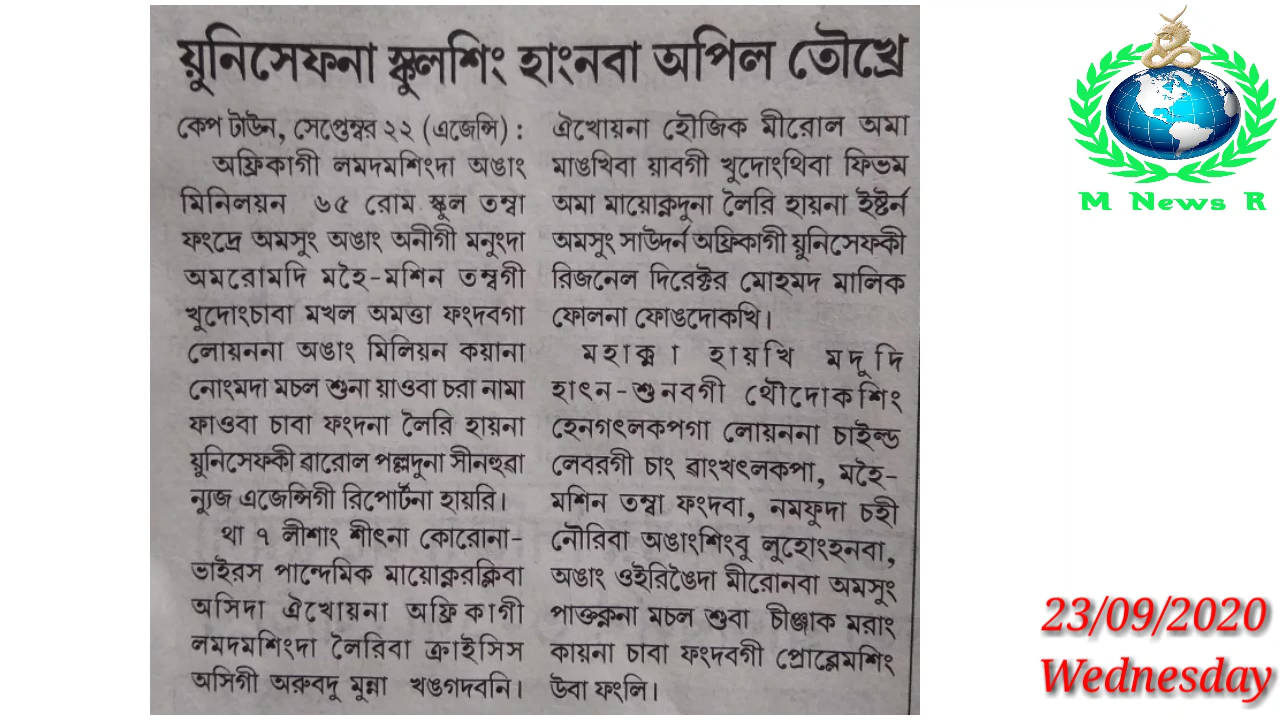 য়ুনিসেফনা স্কুলশিং হাংনবা অপিল তৌখ্রে
কেপ টাউন, সেপ্তেম্বর ২২ (এজেন্সি) :
অফ্রিকাগী লমদমশিংদা অঙাং
মিনিলয়ন ৬৫ রোম স্কুল তম্বা
ফংদ্রে অমসুং অঙাং অনীগী মনুংদা
অমরোমদি মহৈ-মশিন তম্বগী
খুদোংচাবা মখল অমত্তা ফংদবগা
লোয়ননা অঙাং মিলিয়ন কয়ানা
নোংমদা মচল শুনা য়াওবা চরা নামা
ফাওবা চাবা ফংদনা লৈরি হায়না
য়ুনিসেফকী ৱারোল পল্লদুনা সীনহুৱা
ন্যুজ এজেন্সিগী রিপোর্টনা হায়রি।
থা ৭ লীশাং শীৎনা কোরোনা-
ভাইরস পান্দেমিক মায়োক্নরক্লিবা
অসিদা ঐখোয়না অফ্রিকাগী
লমদমশিংদা লৈরিবা ক্রাইসিস
অসিগী অরুবদু মুন্না খঙগদবনি।
ঐখোয়না হৌজিক মীরোল অমা
মাঙখিবা য়াবগী খুদোংথিবা ফিভম
অমা মায়োক্নদুনা লৈরি হায়না ইষ্টর্ন
অমসুং সাউদর্ন অফ্রিকাগী য়ুনিসেফকী
রিজনেল দিরেক্টর মোহমদ মালিক
ফোলনা ফোঙদোকখি।
মহাক্না হায়খি মদুদি
হাৎন-শুনবগী থৌদোকশিং
হেনগৎলকপগা লোয়ননা চাইল্ড
লেবরগী চাং ৱাংখৎলকপা, মহৈ-
মশিন তম্বা ফংদবা, নমফুদা চহী
নৌরিবা অঙাংশিংবু লুহোংহনবা,
অঙাং ওইরিঙৈদা মীরোনবা অমসুং
পাক্তক্নুনা মচল শুবা চীঞ্জাক মরাং
কায়না চাবা ফংদবগী প্রোব্লেমশিং
উবা ফংলি।
M News R
23/09/2020
Wednesday